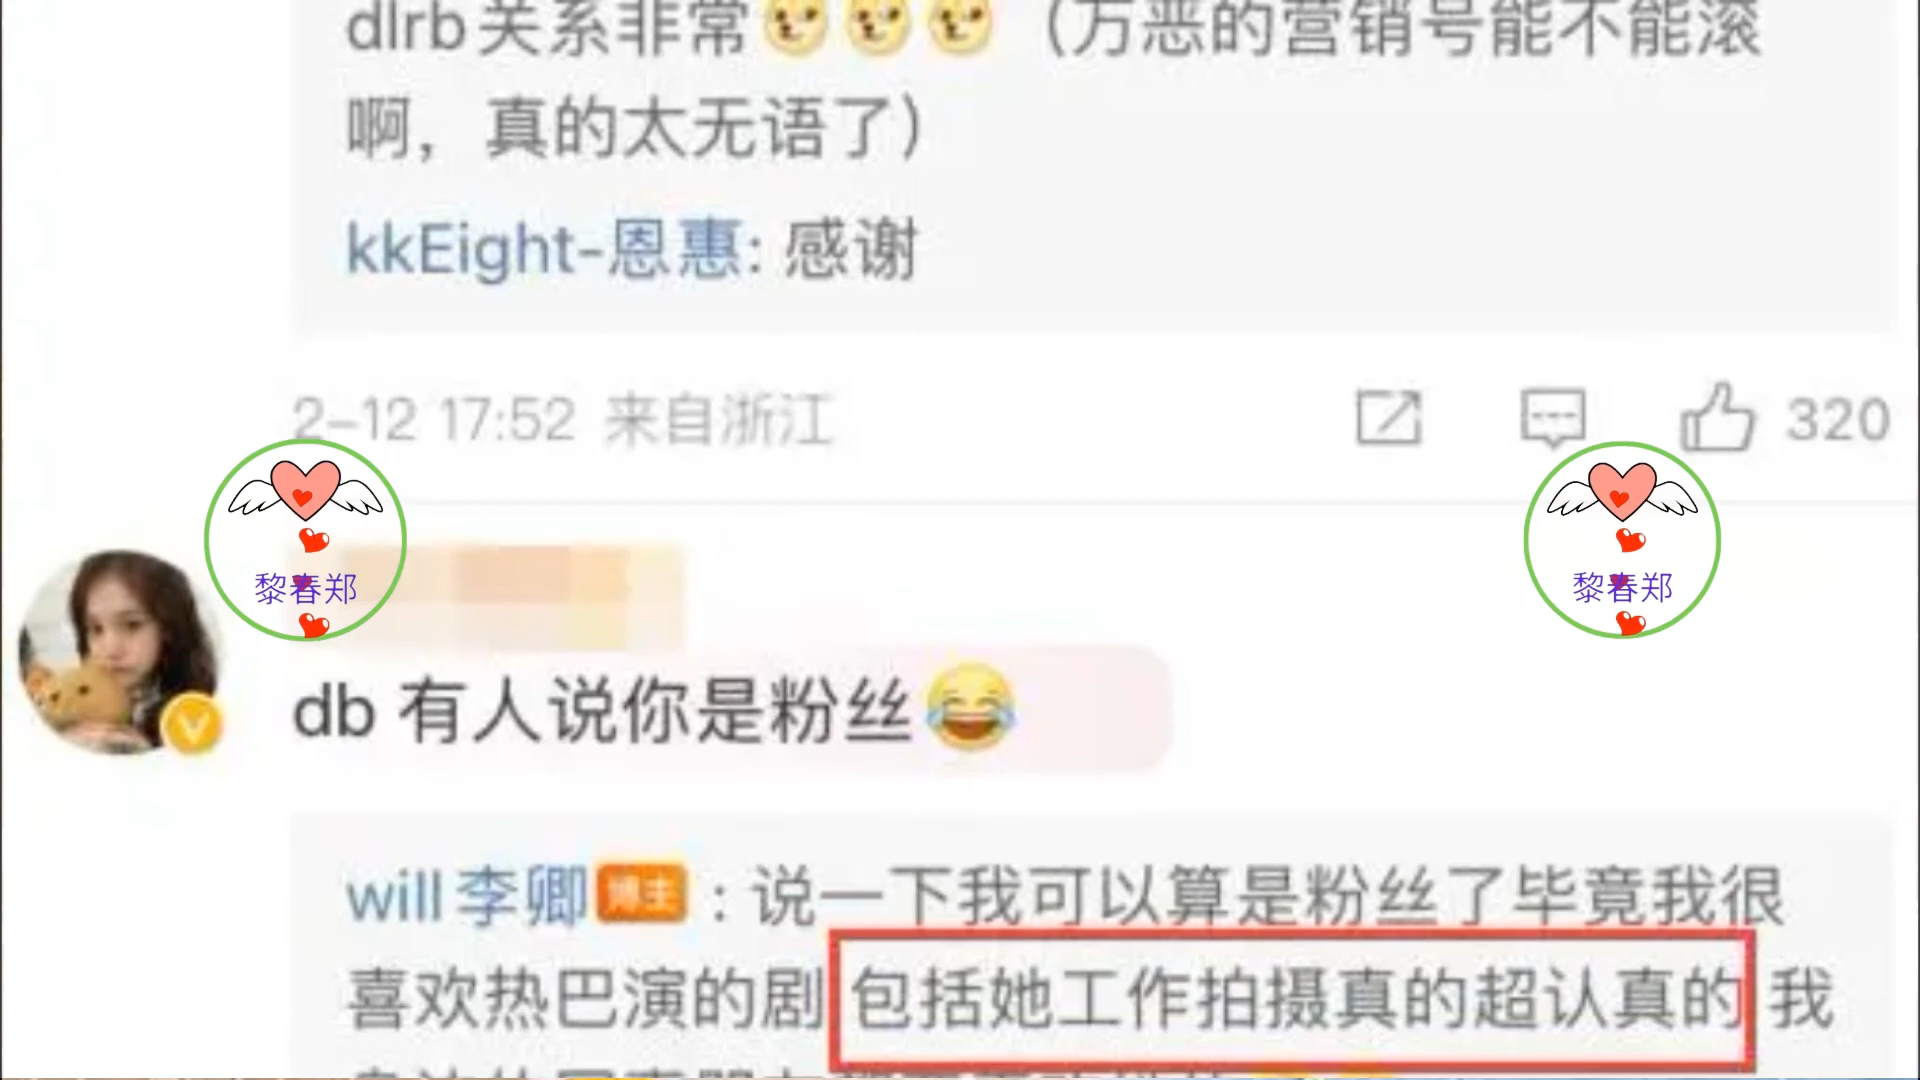 dlrb关系非常 (万恶的营销号能不能滚
啊，真的太无语了)
kkEight-恩惠: 感谢
2-12 17:52 来自浙江
320
黎春郑
黎春郑
db 有人说你是粉丝
will李卿 博主 : 说一下我可以算是粉丝了毕竟我很
喜欢热巴演的剧 包括她工作拍摄真的超认真的 我